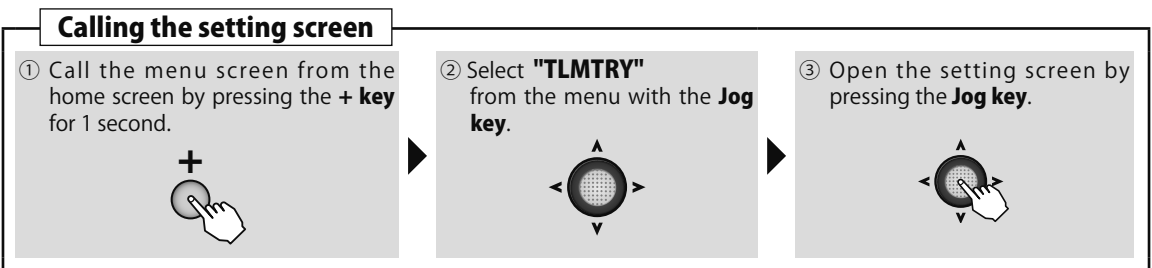 Calling the setting screen
① Call the menu screen from the
home screen by pressing the + key
for 1 second.
+
② Select "TLMTRY"
from the menu with the Jog
key.
③ Open the setting screen by
pressing the Jog key.